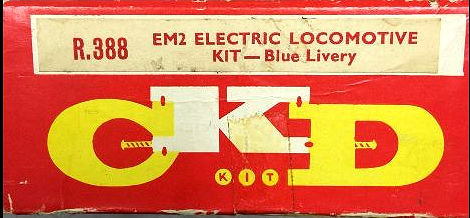 R.388 EM2 ELECTRIC LOCOMOTIVE
KIT—Blue Livery
CKD
KIT